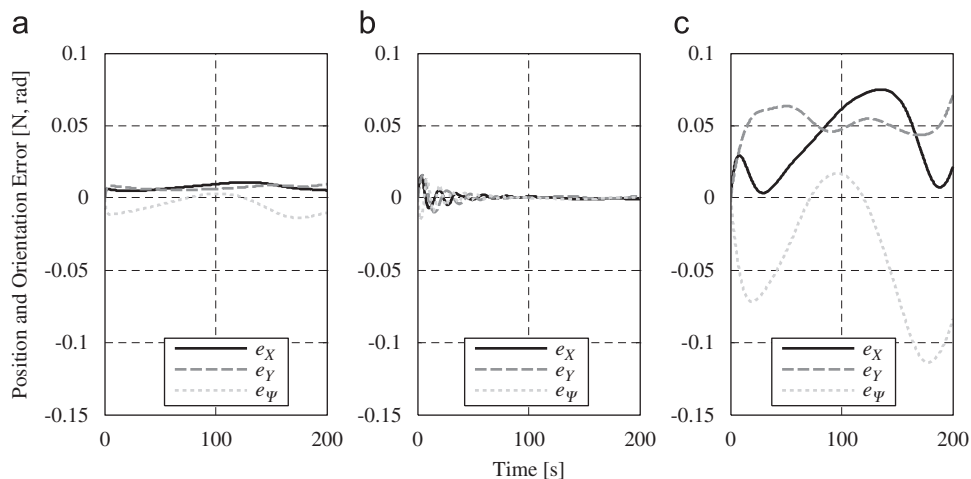 a
b
c
Position and Orientation Error [N, rad]
0.1
0.05
0
-0.05
-0.1
-0.15
0
100
200
e_X
e_Y
e_Ψ
0.1
0.05
0
-0.05
-0.1
-0.15
0
100
200
e_X
e_Y
e_Ψ
0.1
0.05
0
-0.05
-0.1
-0.15
0
100
200
e_X
e_Y
e_Ψ
Time [s]